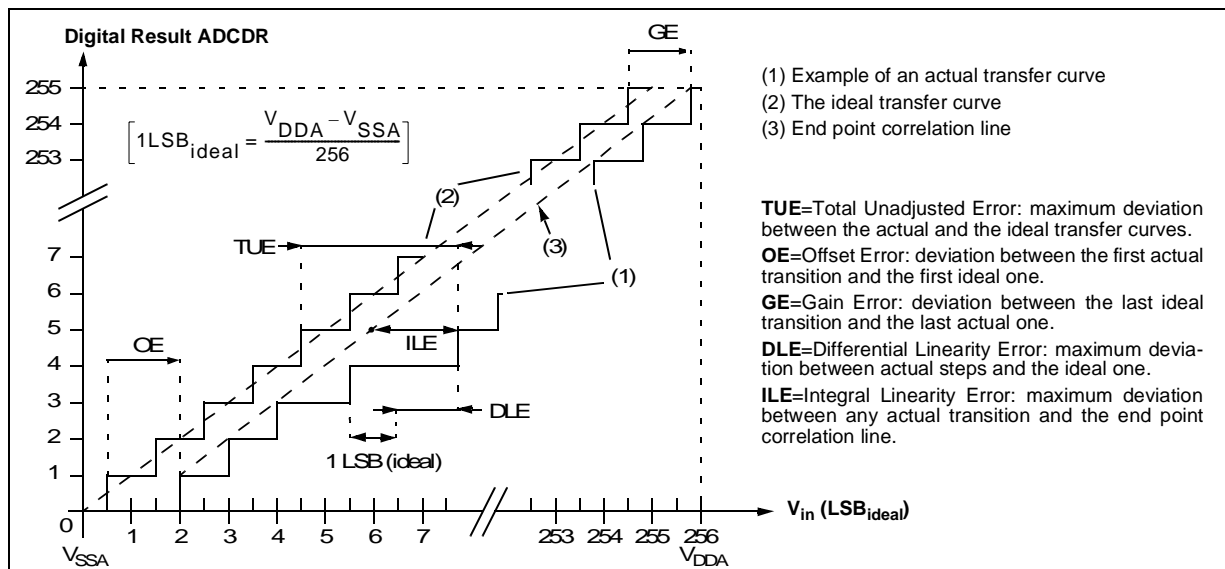 Digital Result ADCDR
GE
255
254
253
[1LSB_ideal = (V_DDA – V_SSA) / 256]
(2)
TUE
(3)
7
6
5
4
3
2
1
0
(1)
OE
ILE
DLE
1 LSB (ideal)
1 2 3 4 5 6 7 253 254 255 256
V_in (LSB_ideal)
V_SSA
V_DDA
(1) Example of an actual transfer curve
(2) The ideal transfer curve
(3) End point correlation line
TUE=Total Unadjusted Error: maximum deviation
between the actual and the ideal transfer curves.
OE=Offset Error: deviation between the first actual
transition and the first ideal one.
GE=Gain Error: deviation between the last ideal
transition and the last actual one.
DLE=Differential Linearity Error: maximum devia-
tion between actual steps and the ideal one.
ILE=Integral Linearity Error: maximum deviation
between any actual transition and the end point
correlation line.